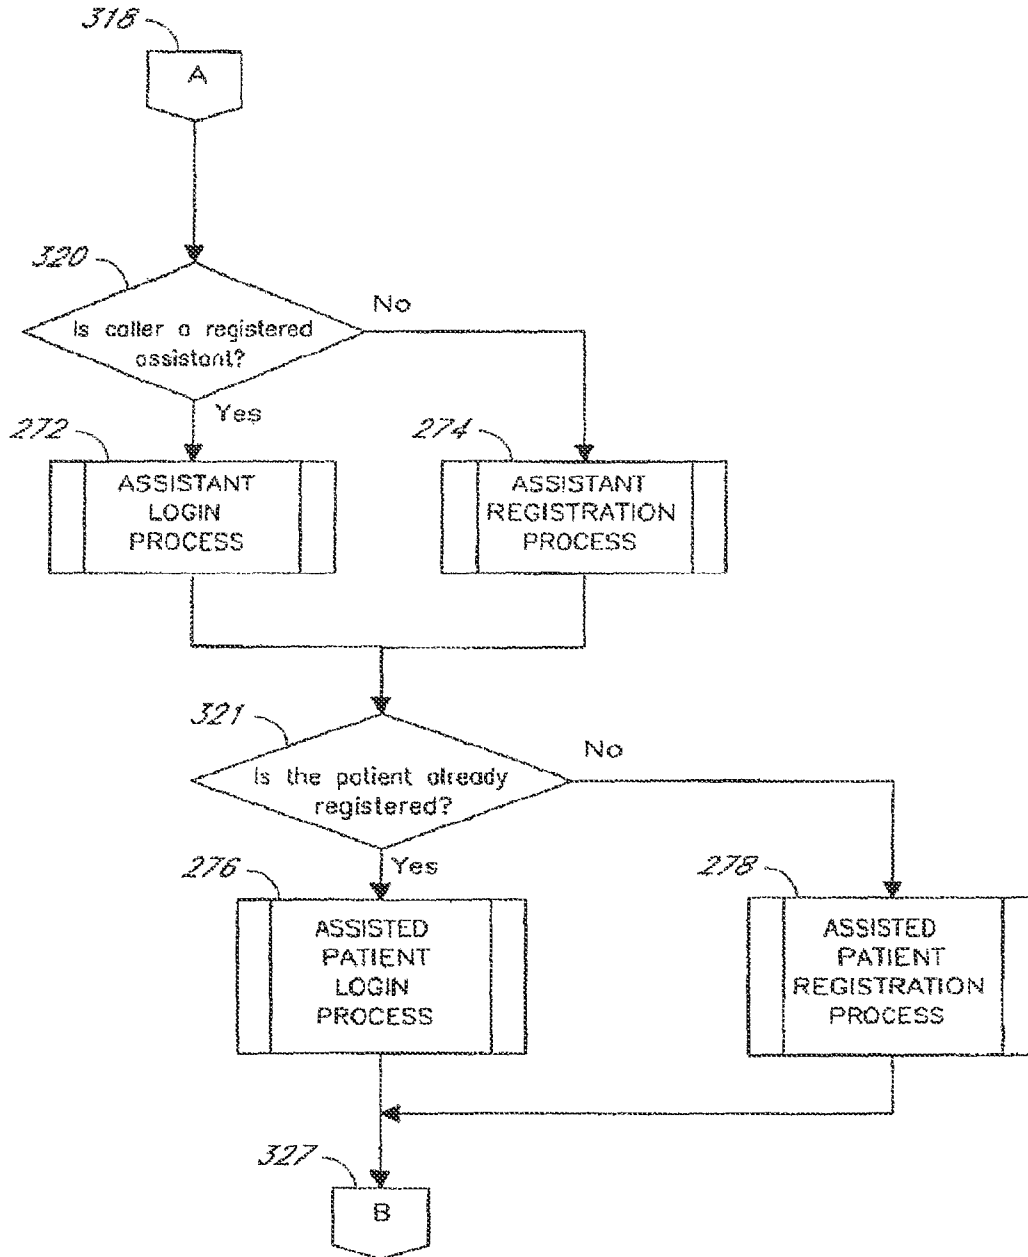 318
A
320
No
Is caller a registered
assistant?
Yes
272
274
ASSISTANT
LOGIN
PROCESS
ASSISTANT
REGISTRATION
PROCESS
321
No
Is the patient already
registered?
Yes
276
278
ASSISTED
PATIENT
LOGIN
PROCESS
ASSISTED
PATIENT
REGISTRATION
PROCESS
327
B